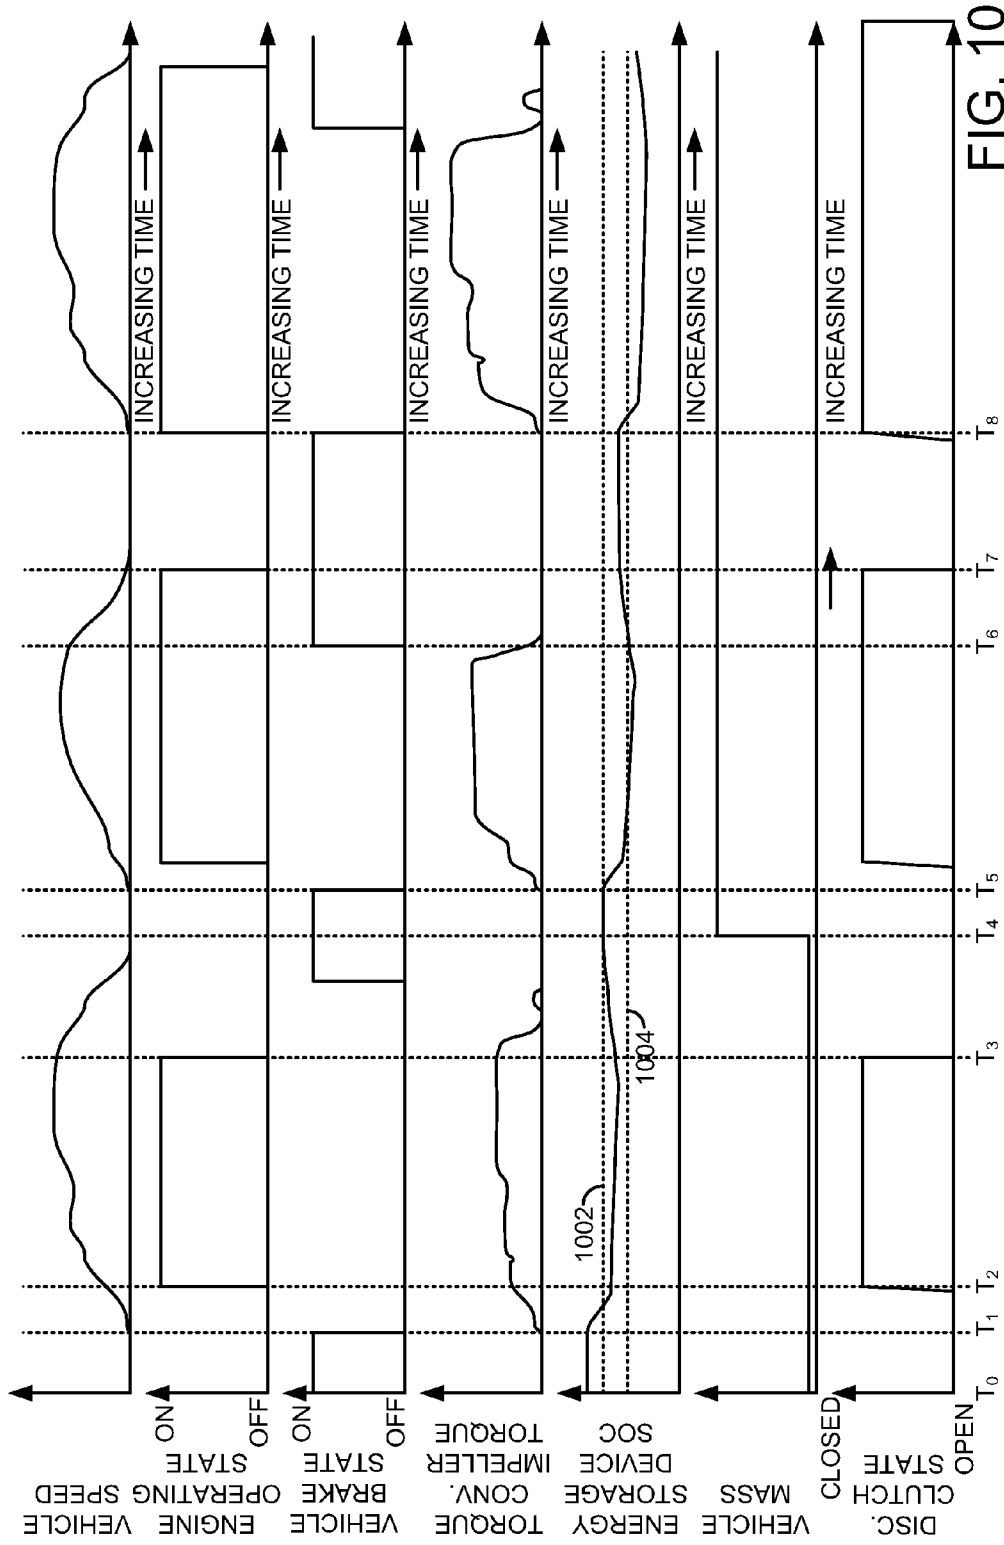 VEHICLE SPEED
INCREASING TIME
ENGINE
OPERATING
STATE
ON
OFF
INCREASING TIME
VEHICLE
BRAKE
STATE
ON
OFF
INCREASING TIME
TORQUE
CONV.
IMPELLER
TORQUE
INCREASING TIME
ENERGY
STORAGE
DEVICE
SOC
1002
1004
INCREASING TIME
VEHICLE
MASS
INCREASING TIME
DISC.
CLUTCH
STATE
CLOSED
OPEN
T0 T1 T2 T3 T4 T5 T6 T7 T8
FIG. 10